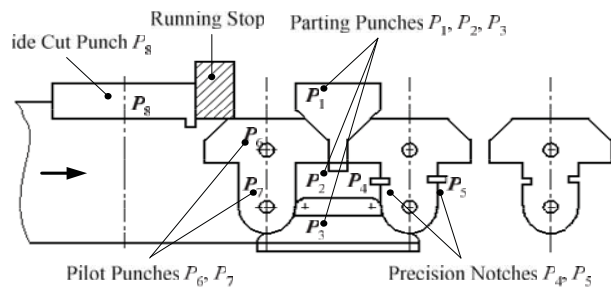 Running Stop
Parting Punches P1, P2, P3
ide Cut Punch P8
P8
P1
P6
P7
P2
P4
P5
P3
Pilot Punches P6, P7
Precision Notches P4, P5